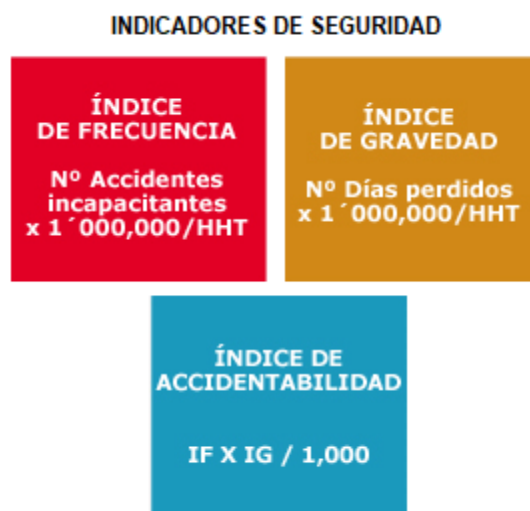 INDICADORES DE SEGURIDAD
ÍNDICE
DE FRECUENCIA
Nº Accidentes
incapacitantes
x 1´000,000/HHT
ÍNDICE
DE GRAVEDAD
Nº Días perdidos
x 1´000,000/HHT
ÍNDICE DE
ACCIDENTABILIDAD
IF X IG / 1,000